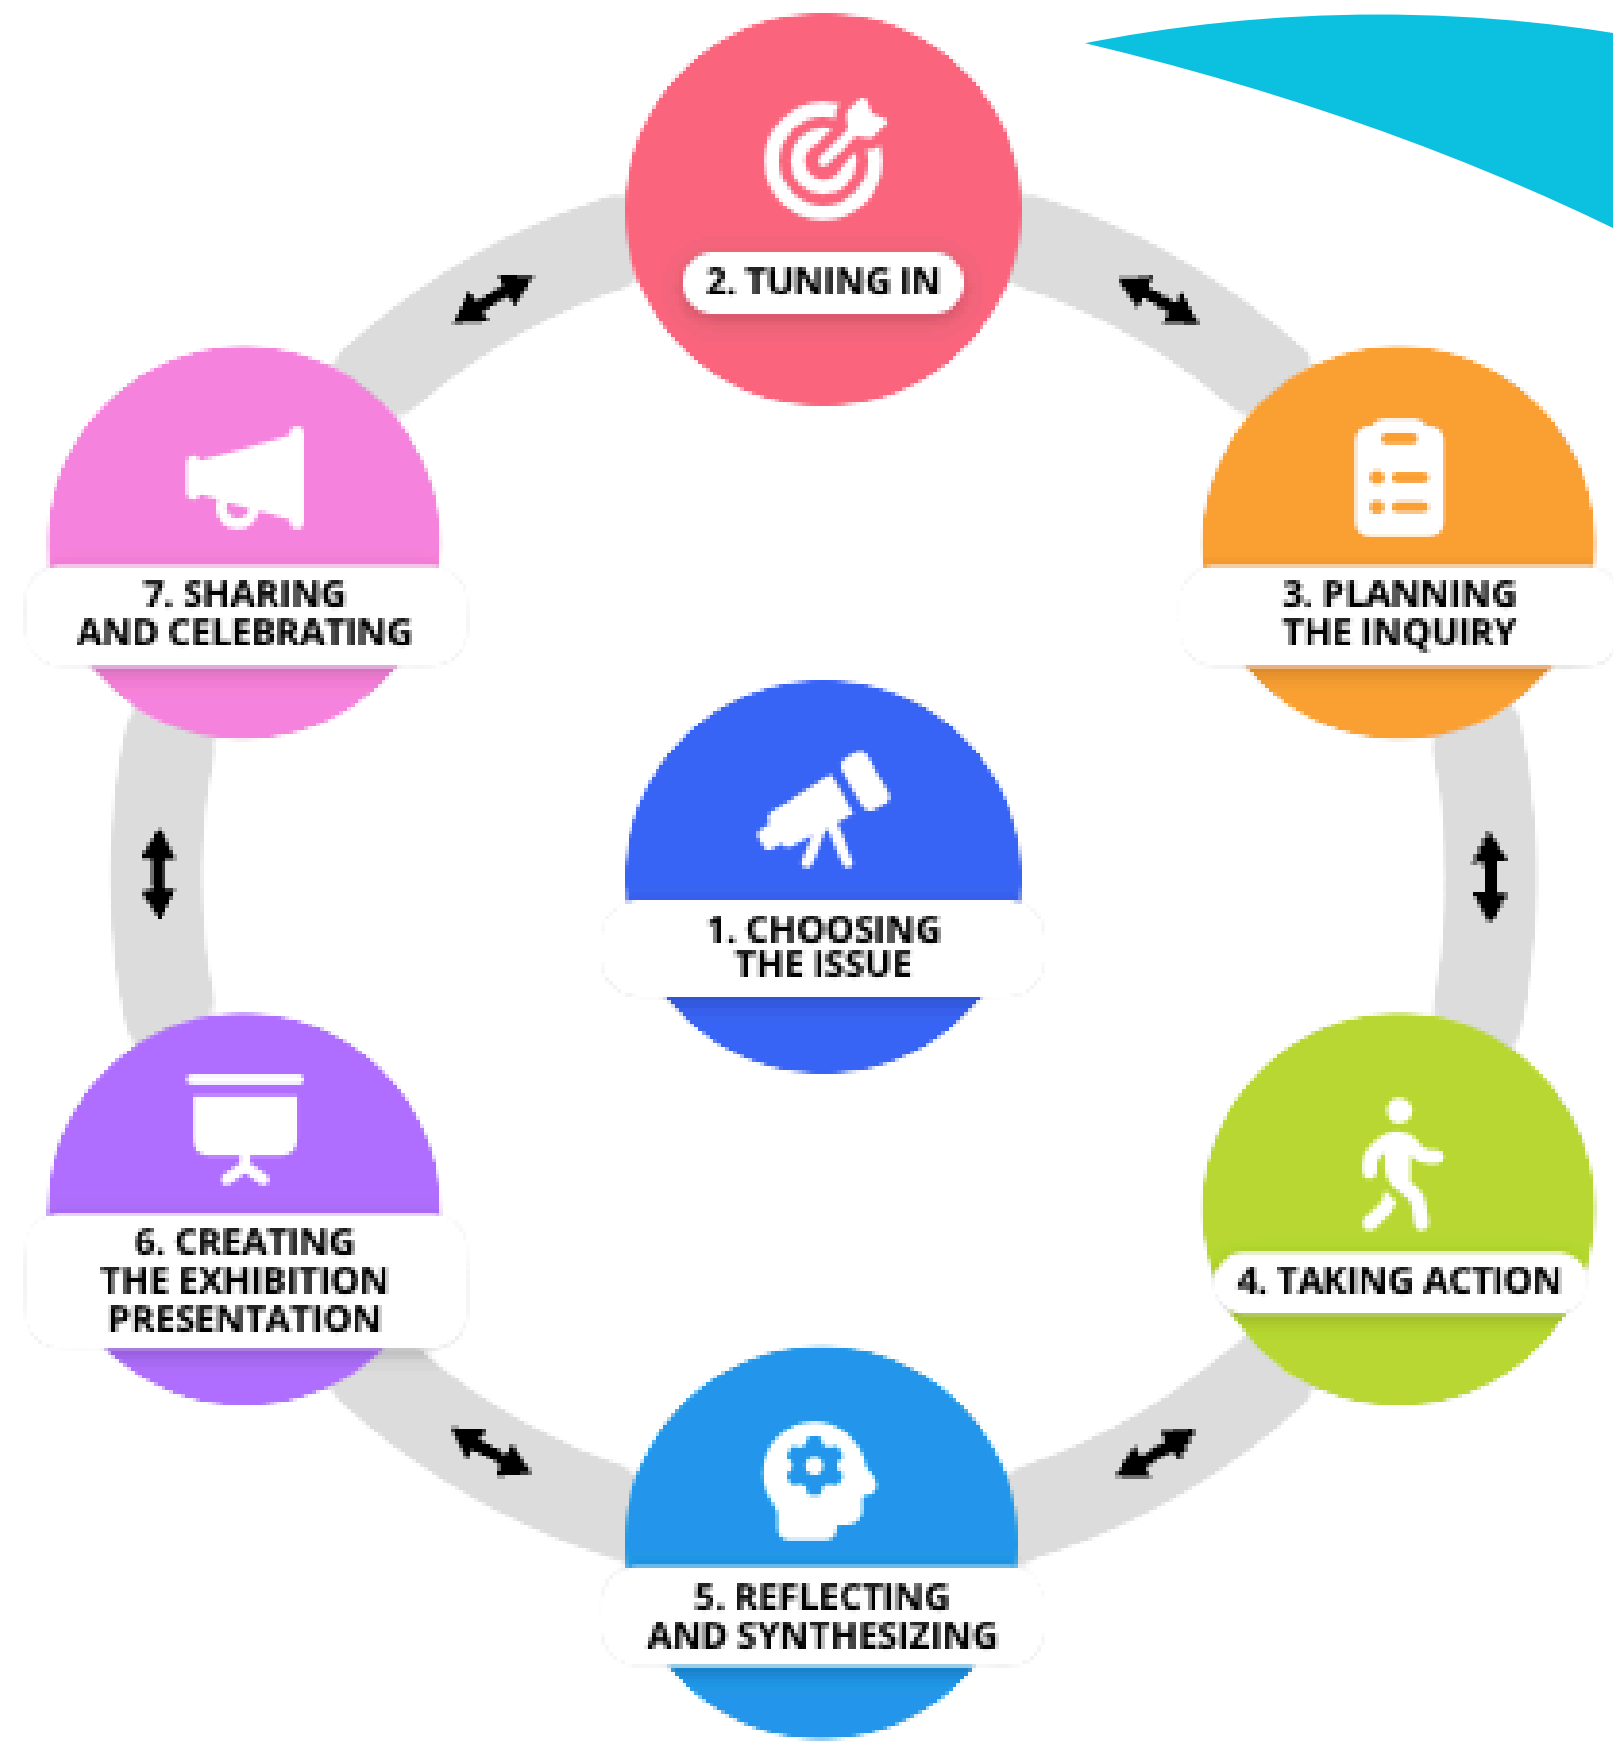 2. TUNING IN
7. SHARING
AND CELEBRATING
3. PLANNING
THE INQUIRY
1. CHOOSING
THE ISSUE
6. CREATING
THE EXHIBITION
PRESENTATION
4. TAKING ACTION
5. REFLECTING
AND SYNTHESIZING